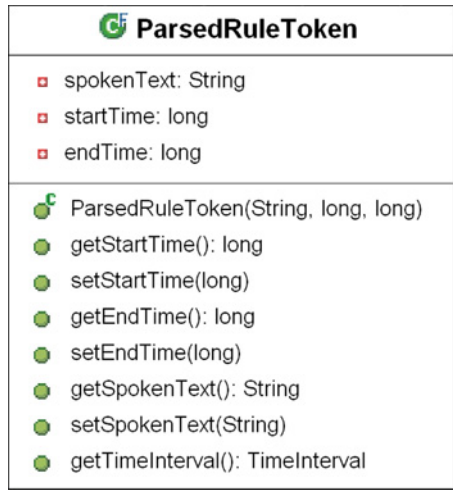 C F ParsedRuleToken
spokenText: String
startTime: long
endTime: long
C ParsedRuleToken(String, long, long)
getStartTime(): long
setStartTime(long)
getEndTime(): long
setEndTime(long)
getSpokenText(): String
setSpokenText(String)
getTimeInterval(): TimeInterval